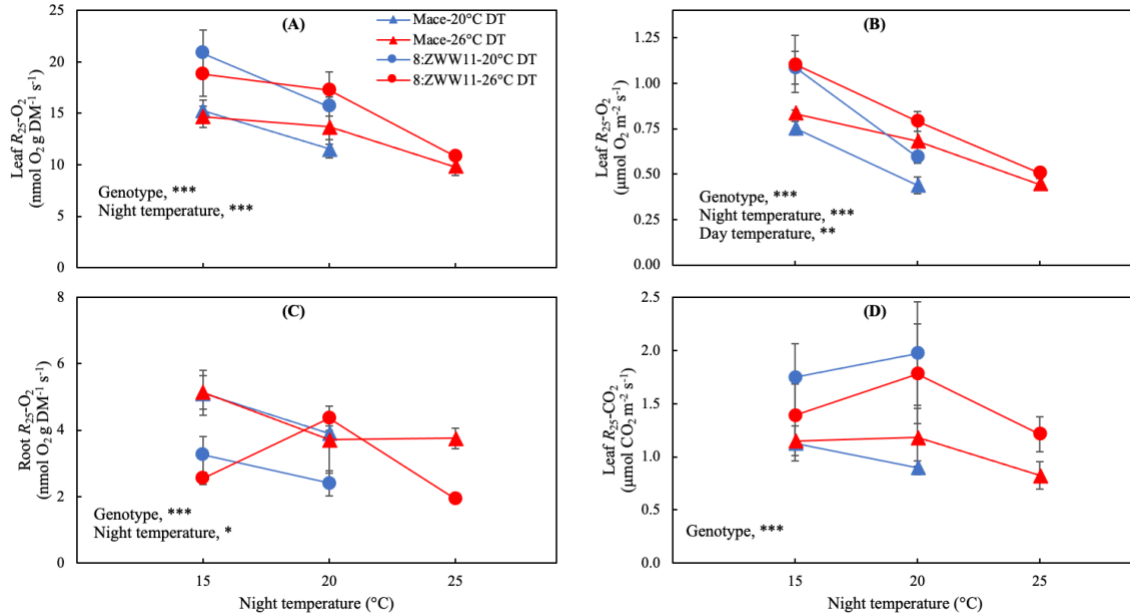 (A)
Leaf R25-O2
(nmol O2 g DM-1 s-1)
25
20
15
10
5
0
Mace-20°C DT
Mace-26°C DT
8:ZWW11-20°C DT
8:ZWW11-26°C DT
Genotype, ***
Night temperature, ***
(B)
Leaf R25-O2
(μmol O2 m-2 s-1)
1.25
1.00
0.75
0.50
0.25
0.00
Genotype, ***
Night temperature, ***
Day temperature, **
(C)
Root R25-O2
(nmol O2 g DM-1 s-1)
8
6
4
2
0
Genotype, ***
Night temperature, *
15
20
25
Night temperature (°C)
(D)
Leaf R25-CO2
(μmol CO2 m-2 s-1)
2.5
2.0
1.5
1.0
0.5
0.0
Genotype, ***
15
20
25
Night temperature (°C)